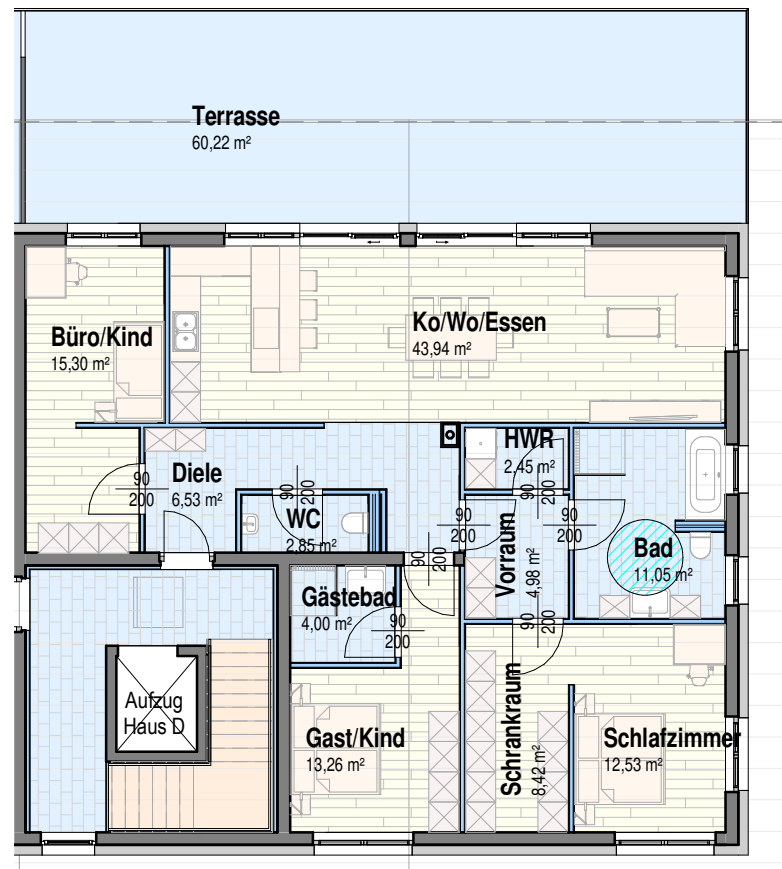 Terrasse
60,22 m²
Büro/Kind
15,30 m²
Ko/Wo/Essen
43,94 m²
HWR
2,45 m²
Diele
6,53 m²
90
200
90
200
WC
2,85 m²
90
200
90
200
90
200
Vorraum
4,98 m²
Bad
11,05 m²
90
200
Gästebad
4,00 m²
90
200
90
200
Aufzug
Haus D
Gast/Kind
13,26 m²
Schrankraum
8,42 m²
Schlafzimmer
12,53 m²